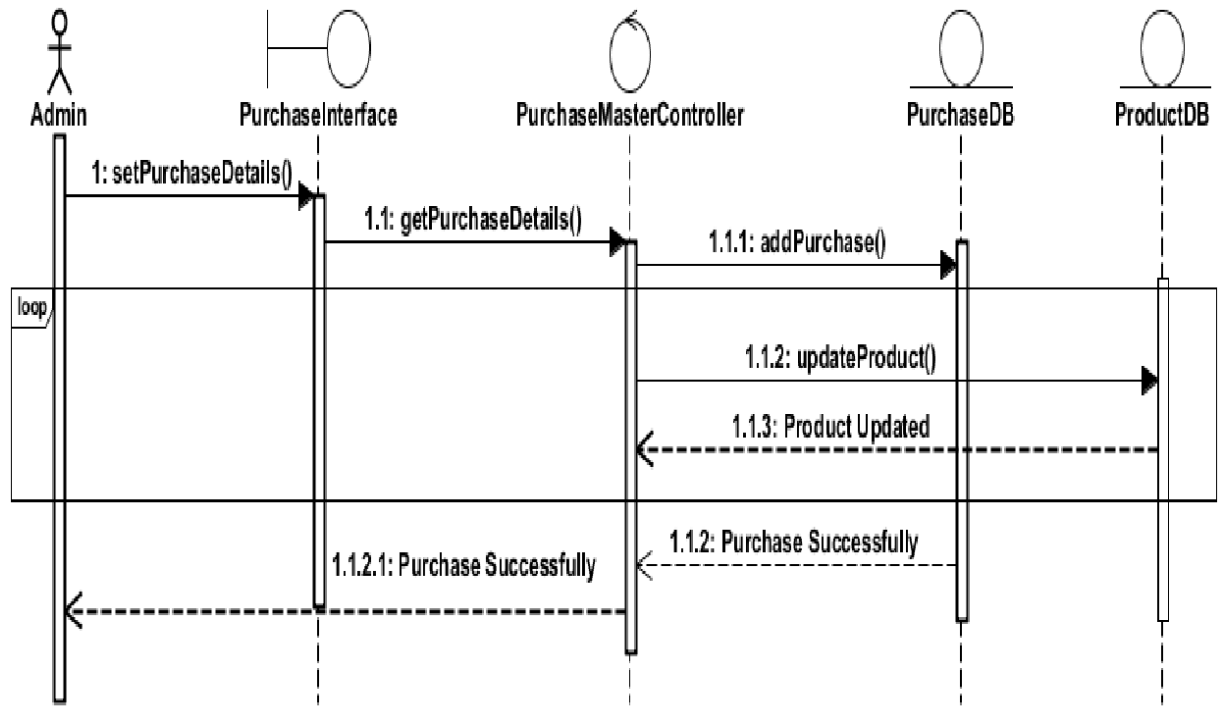 Admin
PurchaseInterface
PurchaseMasterController
PurchaseDB
ProductDB
1: setPurchaseDetails()
1.1: getPurchaseDetails()
1.1.1: addPurchase()
loop
1.1.2: updateProduct()
1.1.3: Product Updated
1.1.2: Purchase Successfully
1.1.2.1: Purchase Successfully